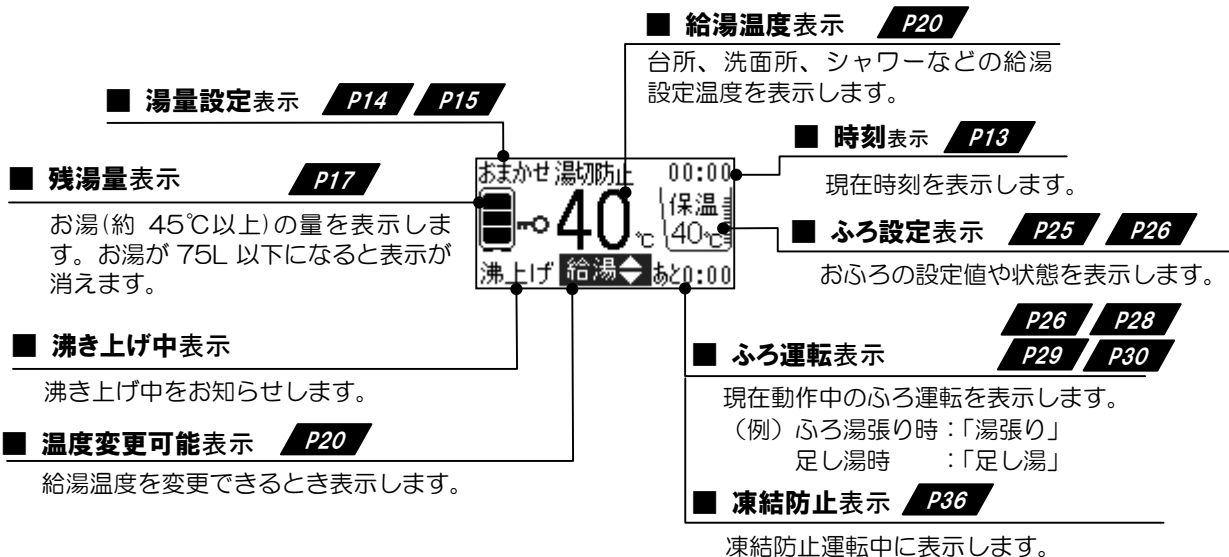 ■ 給湯温度表示 P20
台所、洗面所、シャワーなどの給湯
設定温度を表示します。
■ 湯量設定表示 P14 P15
■ 時刻表示 P13
現在時刻を表示します。
■ 残湯量表示 P17
お湯(約 45℃以上)の量を表示しま
す。お湯が 75L 以下になると表示が
消えます。
おまかせ 湯切防止 00:00
40℃
保温
40℃
沸上げ 給湯 あと0:00
■ ふろ設定表示 P25 P26
おふろの設定値や状態を表示します。
■ 沸き上げ中表示
沸き上げ中をお知らせします。
■ ふろ運転表示 P26 P28
P29 P30
現在動作中のふろ運転を表示します。
(例)ふろ湯張り時:「湯張り」
足し湯時 :「足し湯」
■ 温度変更可能表示 P20
給湯温度を変更できるとき表示します。
■ 凍結防止表示 P36
凍結防止運転中に表示します。